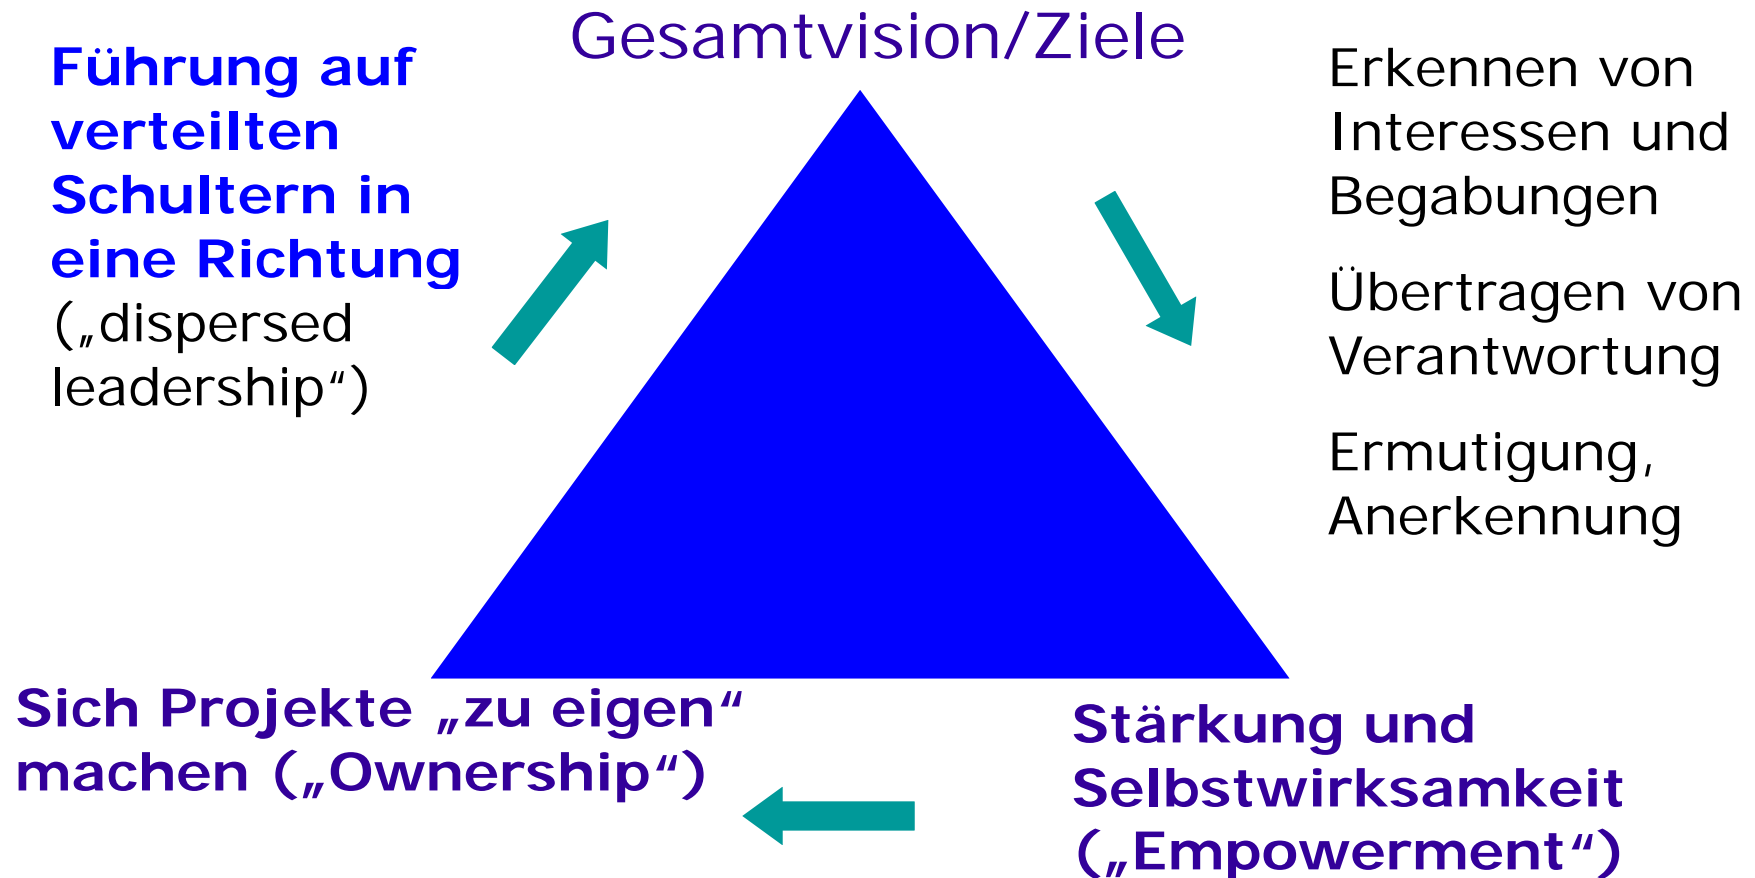 Gesamtvision/Ziele
Führung auf
verteilten
Schultern in
eine Richtung
(„dispersed
leadership“)
Erkennen von
Interessen und
Begabungen
Übertragen von
Verantwortung
Ermutigung,
Anerkennung
Sich Projekte „zu eigen“
machen („Ownership“)
Stärkung und
Selbstwirksamkeit
(„Empowerment“)